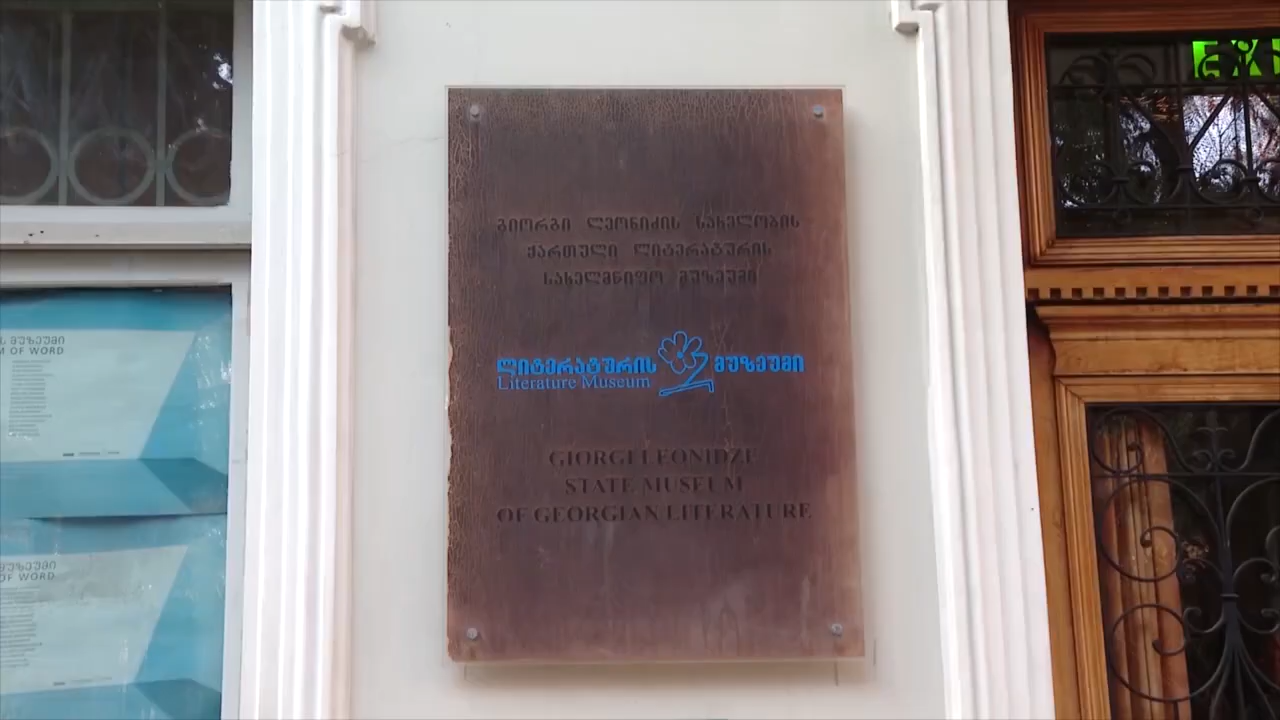 გიორგი ლეონიძის სახელობის
ქართული ლიტერატურის
სახელმწიფო მუზეუმი
ლიტერატურის მუზეუმი
Literature Museum
GIORGI LEONIDZE
STATE MUSEUM
OF GEORGIAN LITERATURE
მუზეუმი
OF WORD
მუზეუმი
OF WORD